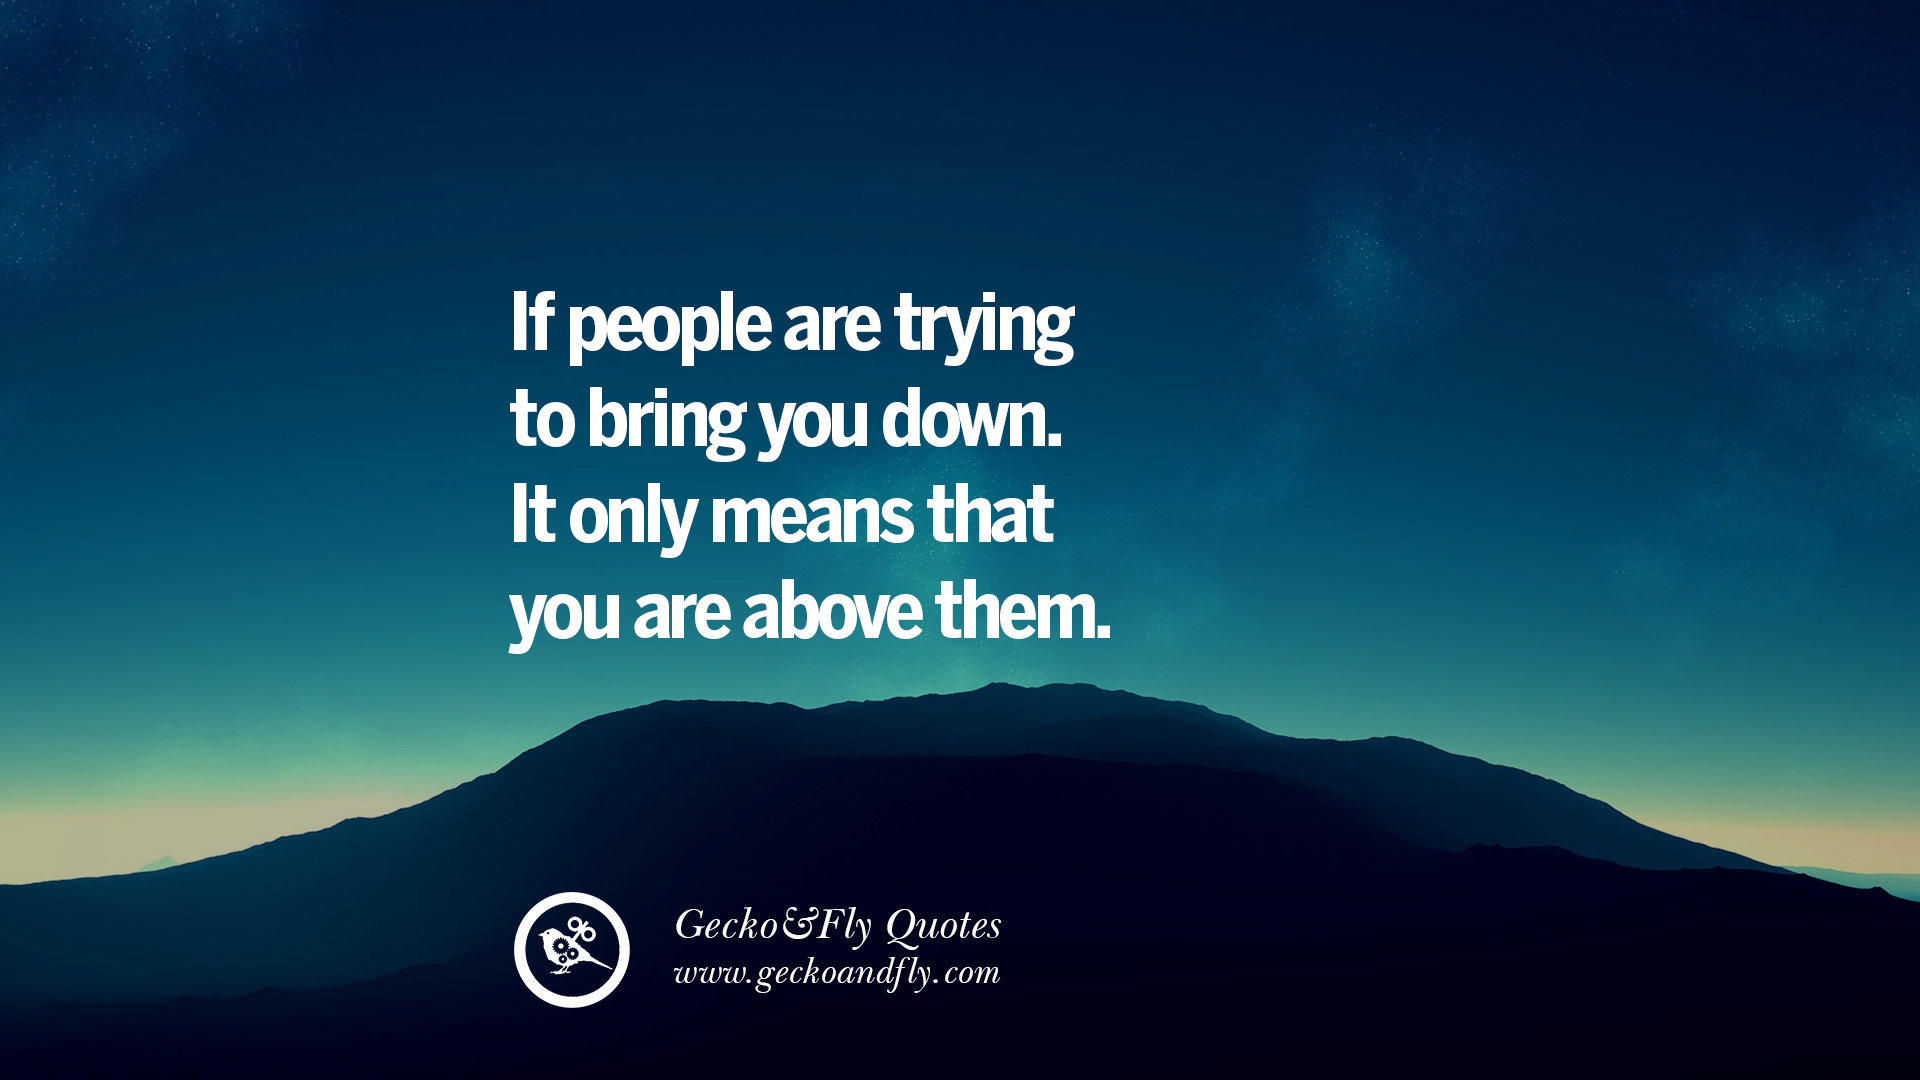 If people are trying
to bring you down.
It only means that
you are above them.
Gecko&Fly Quotes
www.geckoandfly.com